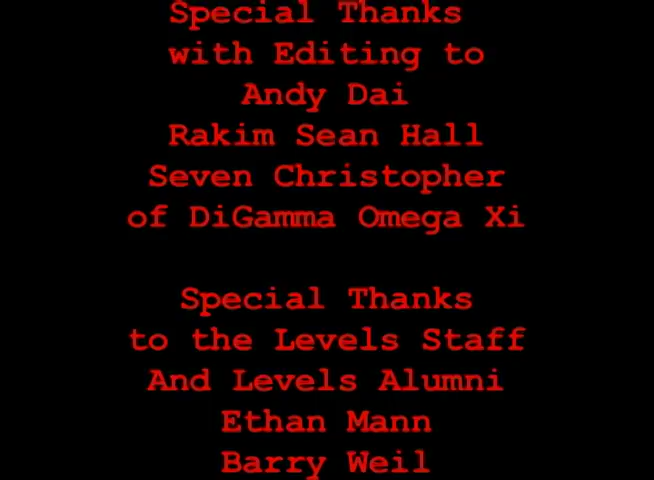 Special Thanks
with Editing to
Andy Dai
Rakim Sean Hall
Seven Christopher
of DiGamma Omega Xi
Special Thanks
to the Levels Staff
And Levels Alumni
Ethan Mann
Barry Weil